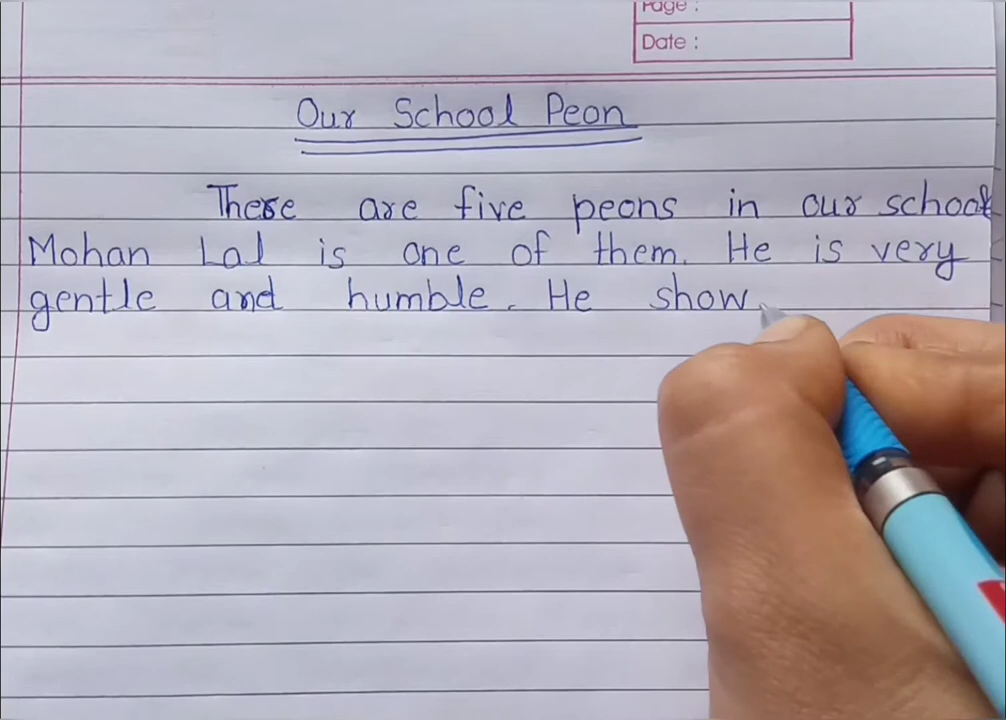 Page :
Date :
Our School Peon
There are five peons in our school
Mohan Lal is one of them. He is very
gentle and humble. He show